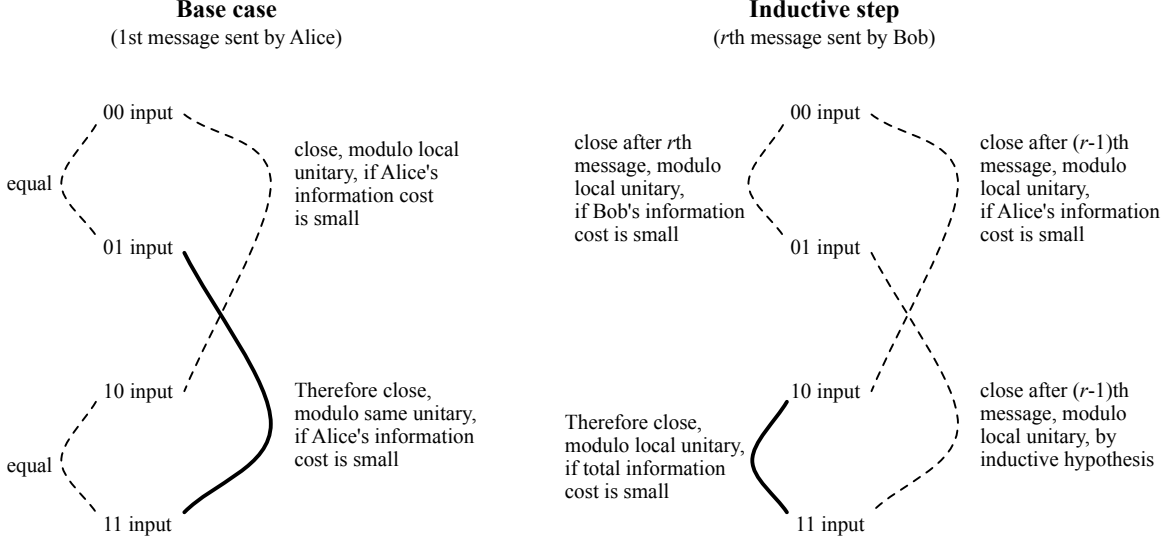 Base case
(1st message sent by Alice)
00 input
close, modulo local
unitary, if Alice's
information cost
is small
equal
01 input
10 input
Therefore close,
modulo same unitary,
if Alice's information
cost is small
equal
11 input
Inductive step
(rth message sent by Bob)
00 input
close after rth
message, modulo
local unitary,
if Bob's information
cost is small
close after (r-1)th
message, modulo
local unitary,
if Alice's information
cost is small
01 input
10 input
Therefore close,
modulo local unitary,
if total information
cost is small
close after (r-1)th
message, modulo
local unitary, by
inductive hypothesis
11 input